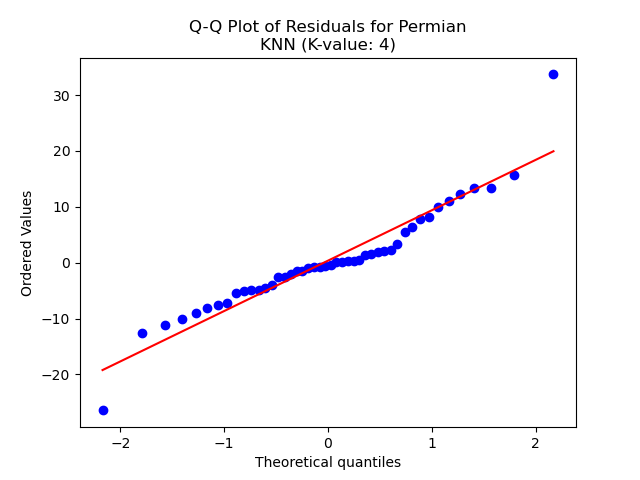 Q-Q Plot of Residuals for Permian
KNN (K-value: 4)
Ordered Values
30
20
10
0
−10
−20
−2
−1
0
1
2
Theoretical quantiles